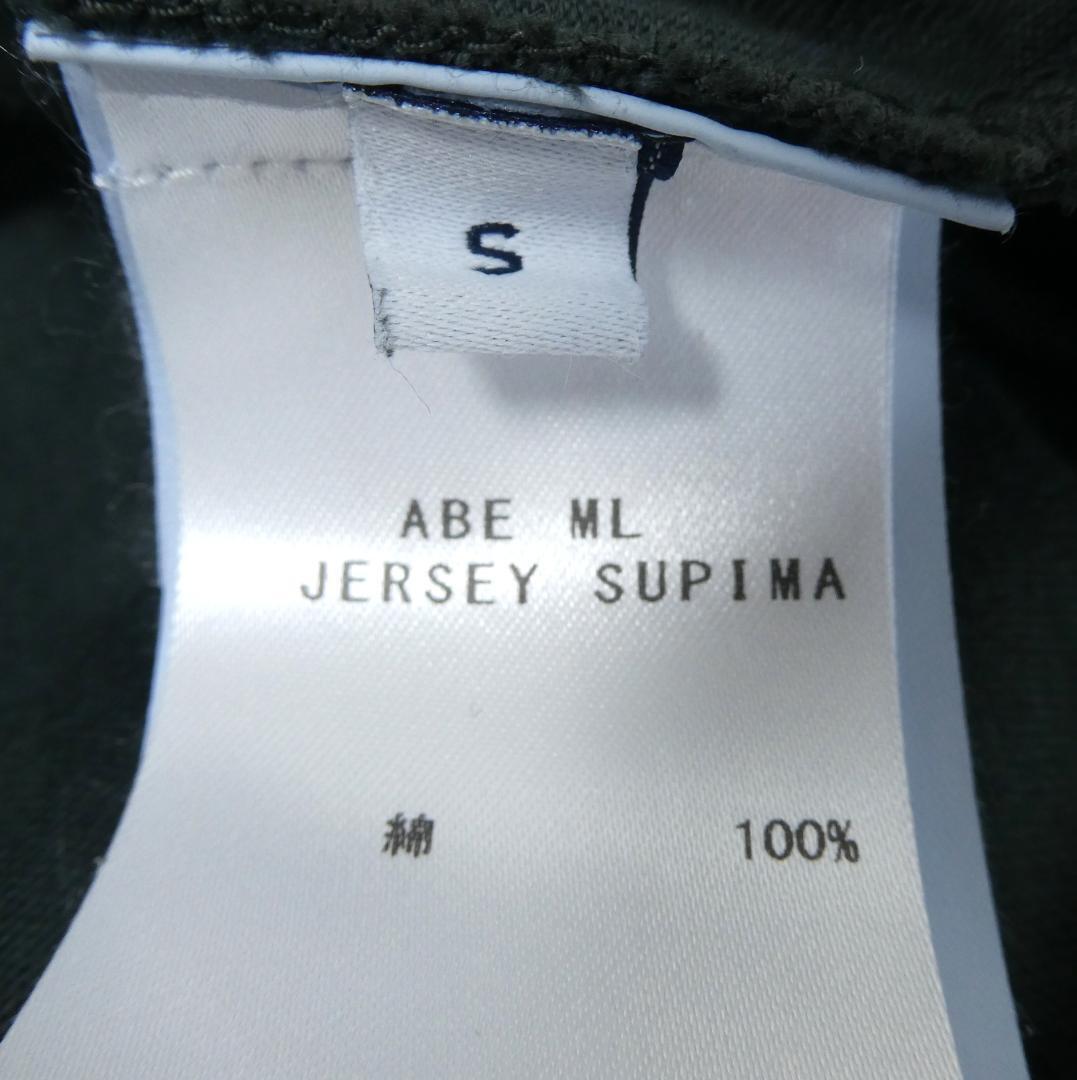 S
ABE ML
JERSEY SUPIMA
綿 100%